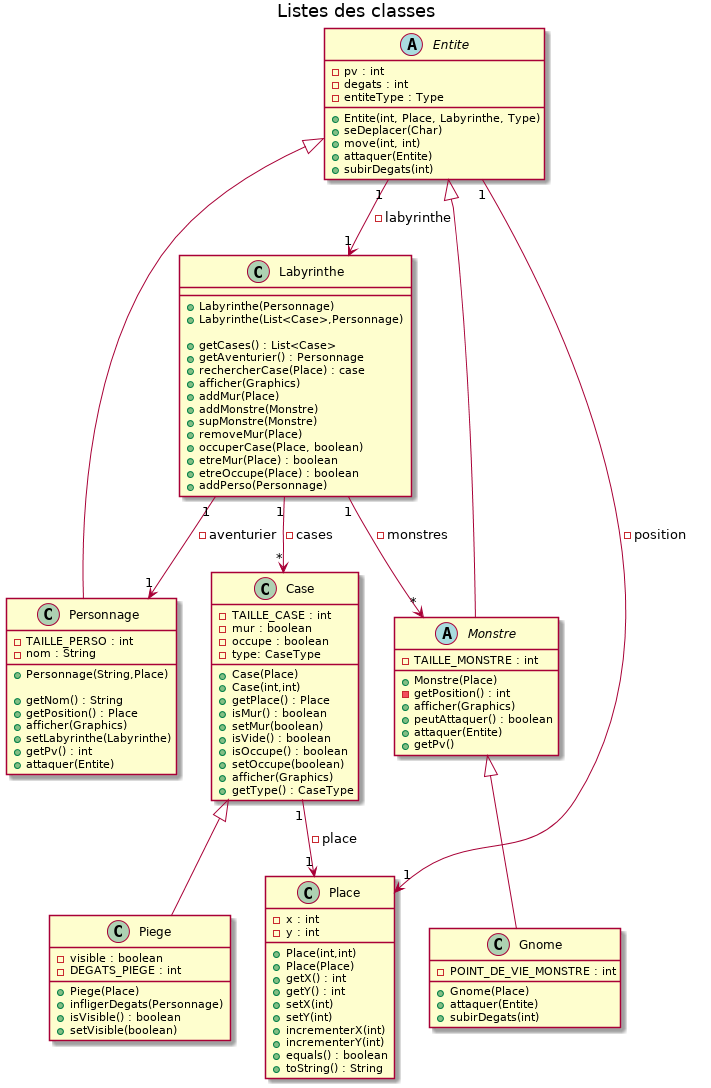 Listes des classes
A Entite
pv : int
degats : int
entiteType : Type
Entite(int, Place, Labyrinthe, Type)
seDeplacer(Char)
move(int, int)
attaquer(Entite)
subirDegats(int)
1
1
labyrinthe
1
C Labyrinthe
Labyrinthe(Personnage)
Labyrinthe(List<Case>,Personnage)
getCases() : List<Case>
getAventurier() : Personnage
rechercherCase(Place) : case
afficher(Graphics)
addMur(Place)
addMonstre(Monstre)
supMonstre(Monstre)
removeMur(Place)
occuperCase(Place, boolean)
etreMur(Place) : boolean
etreOccupe(Place) : boolean
addPerso(Personnage)
1
1
1
aventurier
cases
monstres
position
1
*
*
C Personnage
TAILLE_PERSO : int
nom : String
Personnage(String,Place)
getNom() : String
getPosition() : Place
afficher(Graphics)
setLabyrinthe(Labyrinthe)
getPv() : int
attaquer(Entite)
C Case
TAILLE_CASE : int
mur : boolean
occupe : boolean
type: CaseType
Case(Place)
Case(int,int)
getPlace() : Place
isMur() : boolean
setMur(boolean)
isVide() : boolean
isOccupe() : boolean
setOccupe(boolean)
afficher(Graphics)
getType() : CaseType
A Monstre
TAILLE_MONSTRE : int
Monstre(Place)
getPosition() : int
afficher(Graphics)
peutAttaquer() : boolean
attaquer(Entite)
getPv()
1
place
1
1
C Piege
visible : boolean
DEGATS_PIEGE : int
Piege(Place)
infligerDegats(Personnage)
isVisible() : boolean
setVisible(boolean)
C Place
x : int
y : int
Place(int,int)
Place(Place)
getX() : int
getY() : int
setX(int)
setY(int)
incrementerX(int)
incrementerY(int)
equals() : boolean
toString() : String
C Gnome
POINT_DE_VIE_MONSTRE : int
Gnome(Place)
attaquer(Entite)
subirDegats(int)